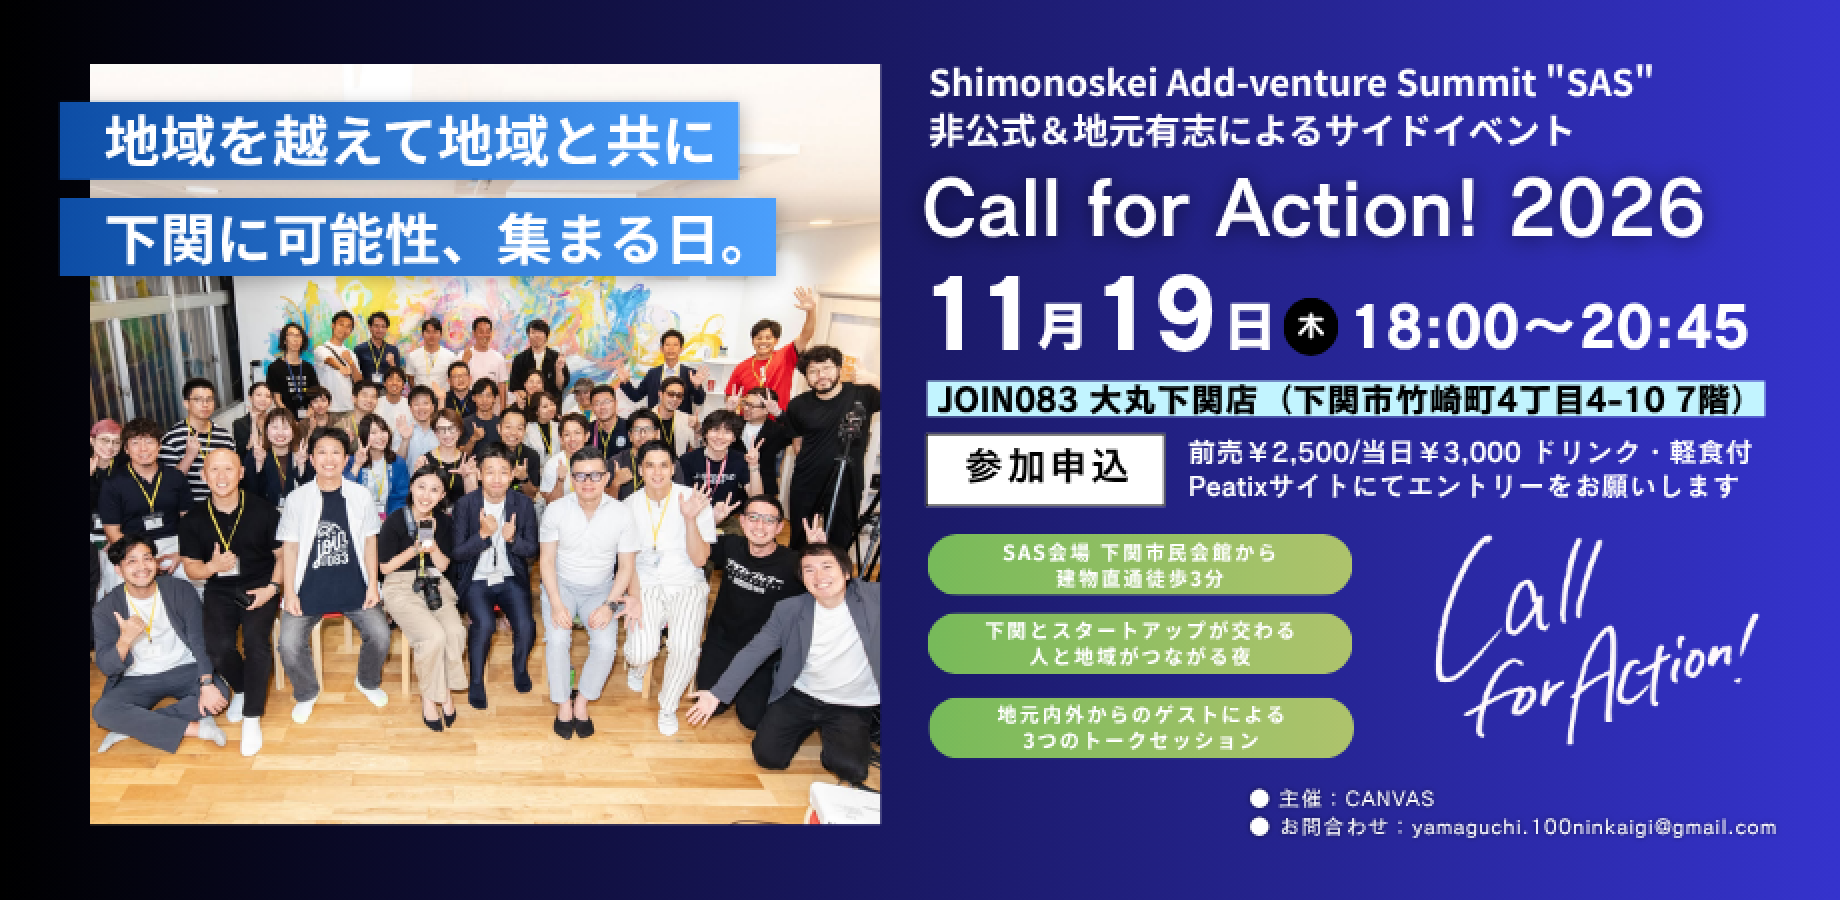 地域を越えて地域と共に
下関に可能性、集まる日。
Shimonoskei Add-venture Summit "SAS"
非公式＆地元有志によるサイドイベント
Call for Action! 2026
11月19日 木 18:00〜20:45
JOIN083 大丸下関店（下関市竹崎町4丁目4-10 7階）
参加申込
前売￥2,500/当日￥3,000 ドリンク・軽食付
Peatixサイトにてエントリーをお願いします
SAS会場 下関市民会館から
建物直通徒歩3分
下関とスタートアップが交わる
人と地域がつながる夜
地元内外からのゲストによる
3つのトークセッション
Call
for Action!
主催：CANVAS
お問合わせ：yamaguchi.100ninkaigi@gmail.com
join
083